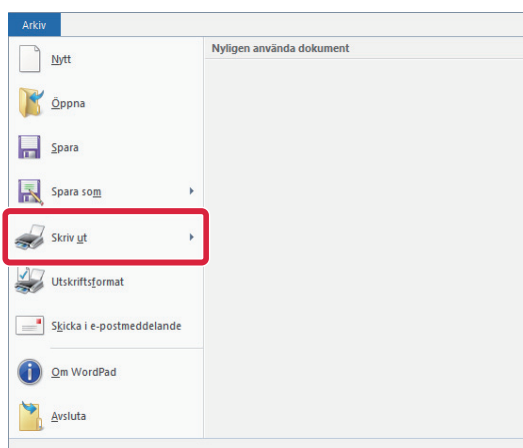 Arkiv
Nyligen använda dokument
Nytt
Öppna
Spara
Spara som
Skriv ut
Utskriftsformat
Skicka i e-postmeddelande
Om WordPad
Avsluta